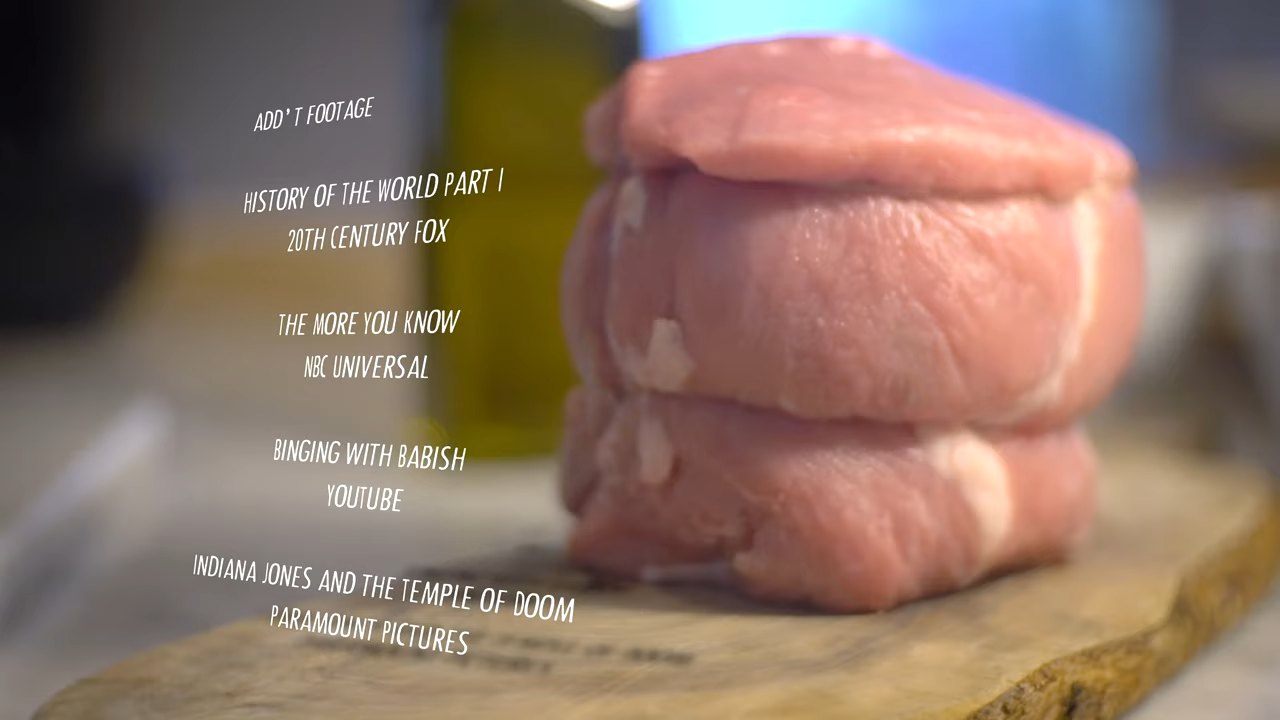 ADD'T FOOTAGE
HISTORY OF THE WORLD PART I
20TH CENTURY FOX
THE MORE YOU KNOW
NBC UNIVERSAL
BINGING WITH BABISH
YOUTUBE
INDIANA JONES AND THE TEMPLE OF DOOM
PARAMOUNT PICTURES